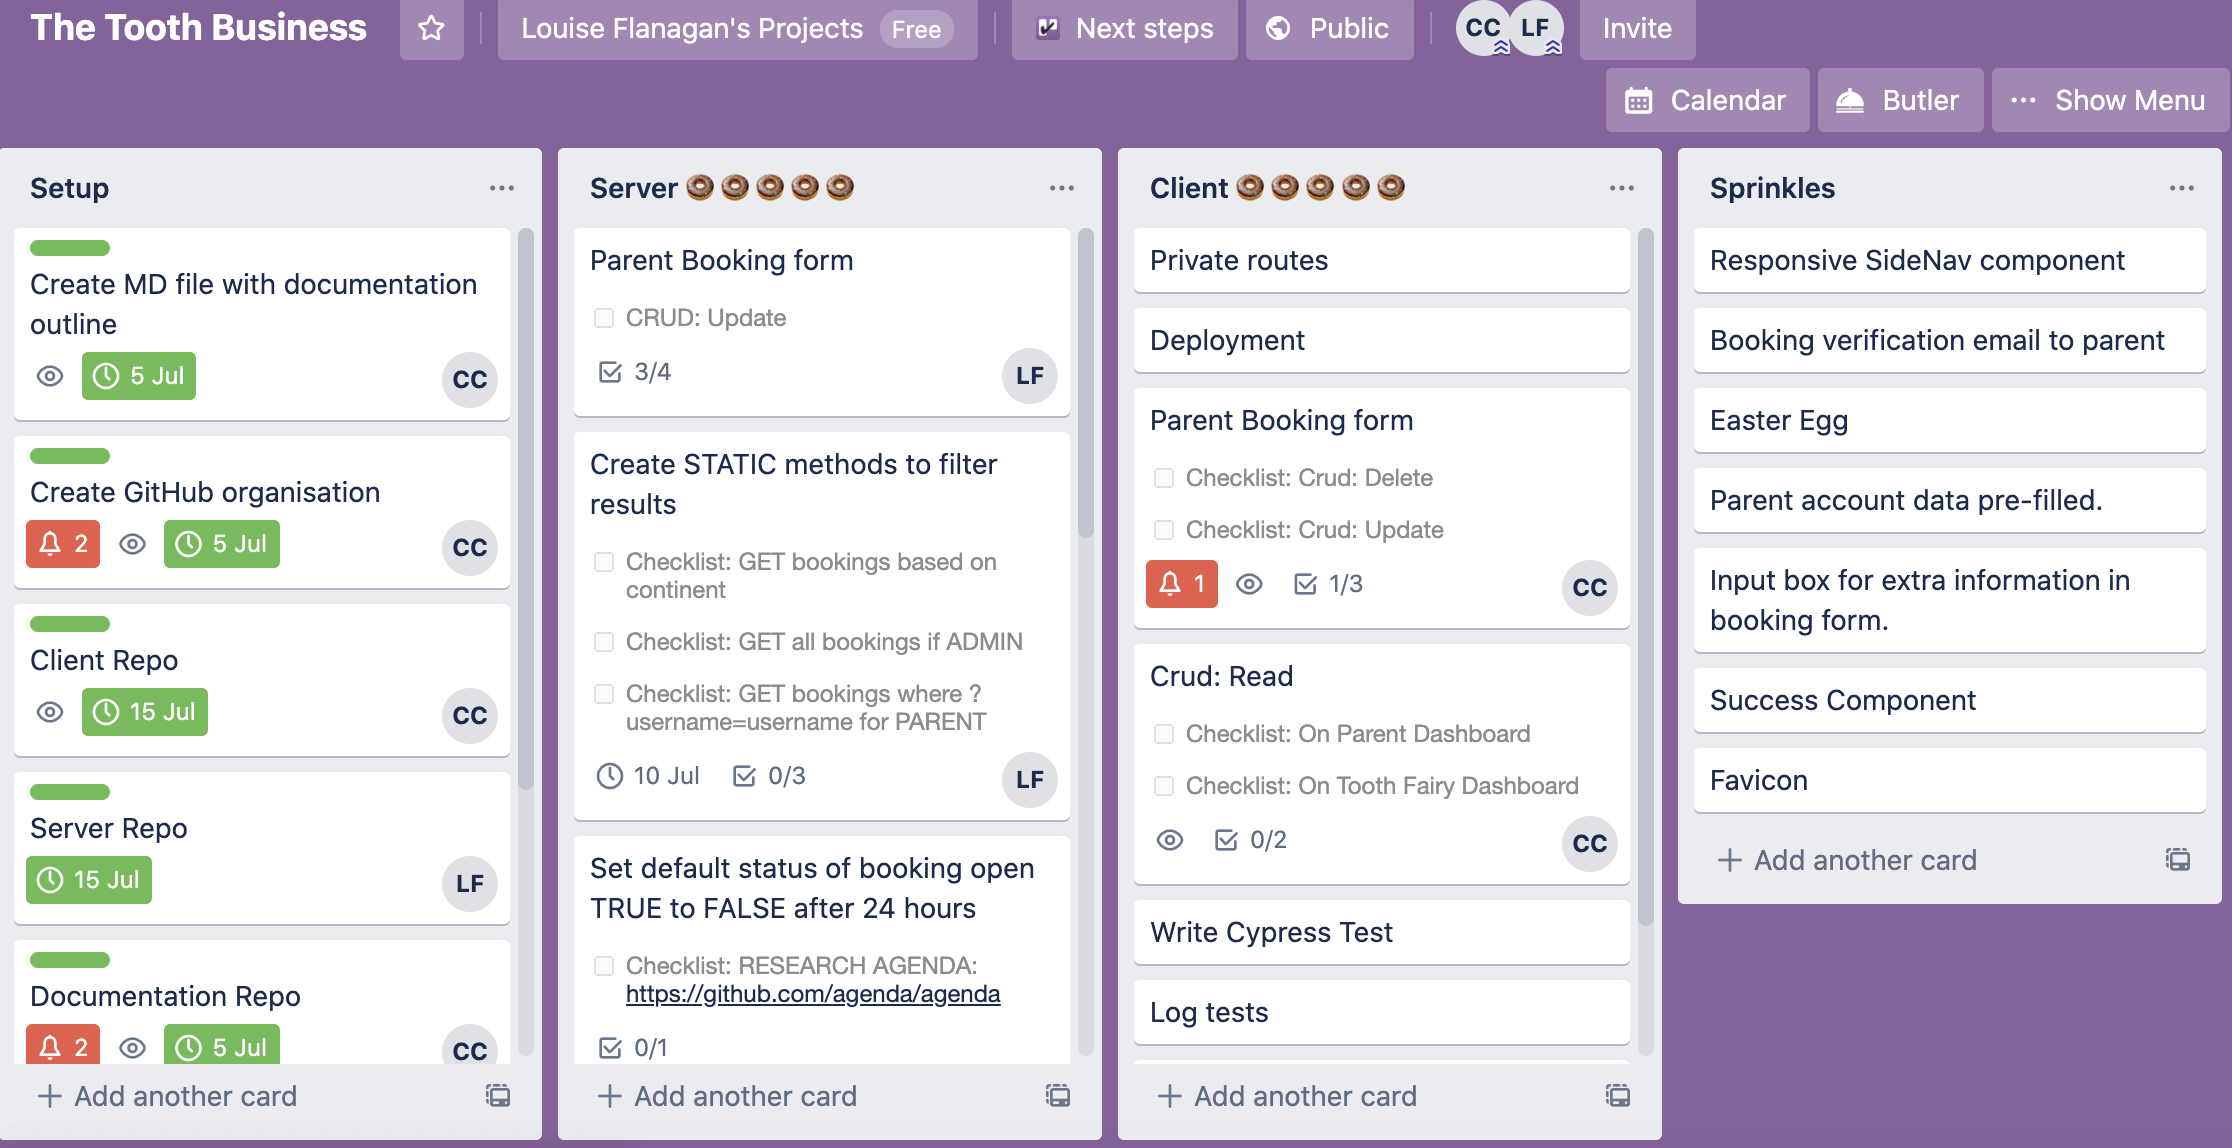 The Tooth Business
Louise Flanagan's Projects Free
Next steps
Public
CC LF
Invite
Calendar
Butler
Show Menu
Setup
Create MD file with documentation
outline
5 Jul
CC
Create GitHub organisation
2 5 Jul
CC
Client Repo
15 Jul
CC
Server Repo
15 Jul
LF
Documentation Repo
2 5 Jul
CC
+ Add another card
Server 🍩🍩🍩🍩🍩
Parent Booking form
CRUD: Update
3/4
LF
Create STATIC methods to filter
results
Checklist: GET bookings based on
continent
Checklist: GET all bookings if ADMIN
Checklist: GET bookings where ?
username=username for PARENT
10 Jul 0/3
LF
Set default status of booking open
TRUE to FALSE after 24 hours
Checklist: RESEARCH AGENDA:
https://github.com/agenda/agenda
0/1
+ Add another card
Client 🍩🍩🍩🍩🍩
Private routes
Deployment
Parent Booking form
Checklist: Crud: Delete
Checklist: Crud: Update
1 1/3
CC
Crud: Read
Checklist: On Parent Dashboard
Checklist: On Tooth Fairy Dashboard
0/2
CC
Write Cypress Test
Log tests
+ Add another card
Sprinkles
Responsive SideNav component
Booking verification email to parent
Easter Egg
Parent account data pre-filled.
Input box for extra information in
booking form.
Success Component
Favicon
+ Add another card